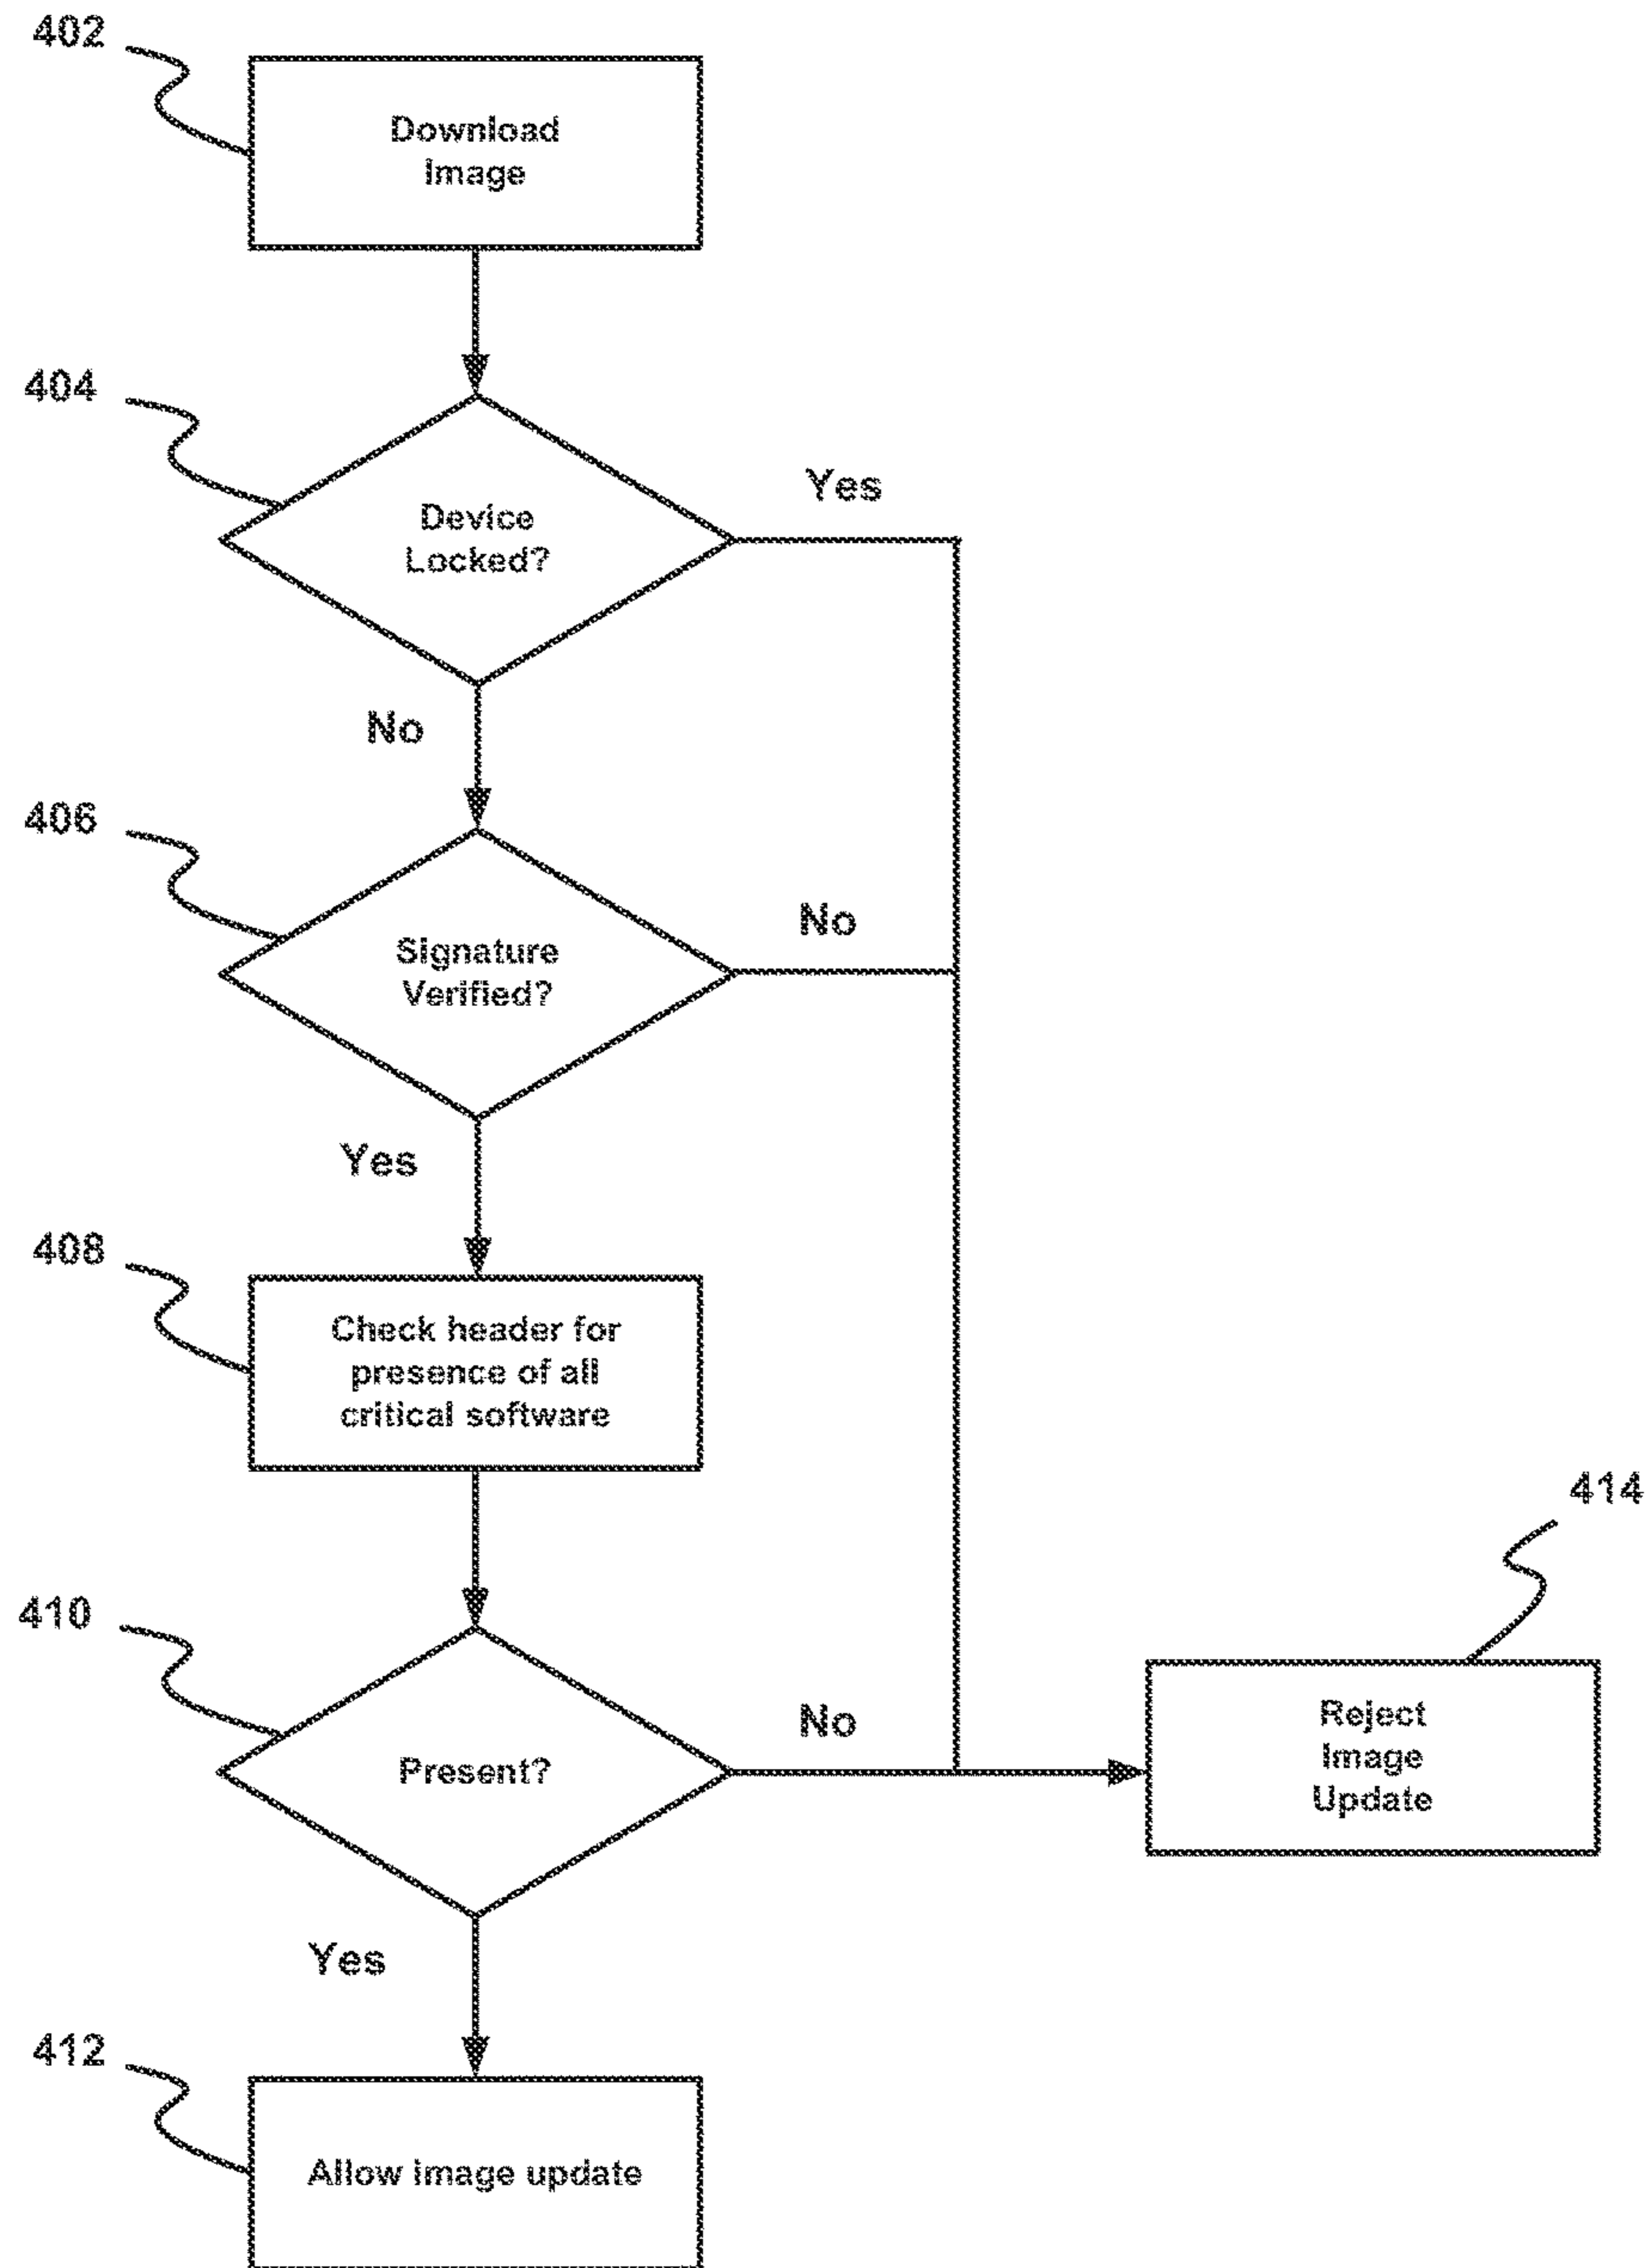 402
Download
Image
404
Device
Locked?
Yes
No
406
Signature
Verified?
No
Yes
408
Check header for
presence of all
critical software
410
Present?
No
414
Reject
Image
Update
Yes
412
Allow image update